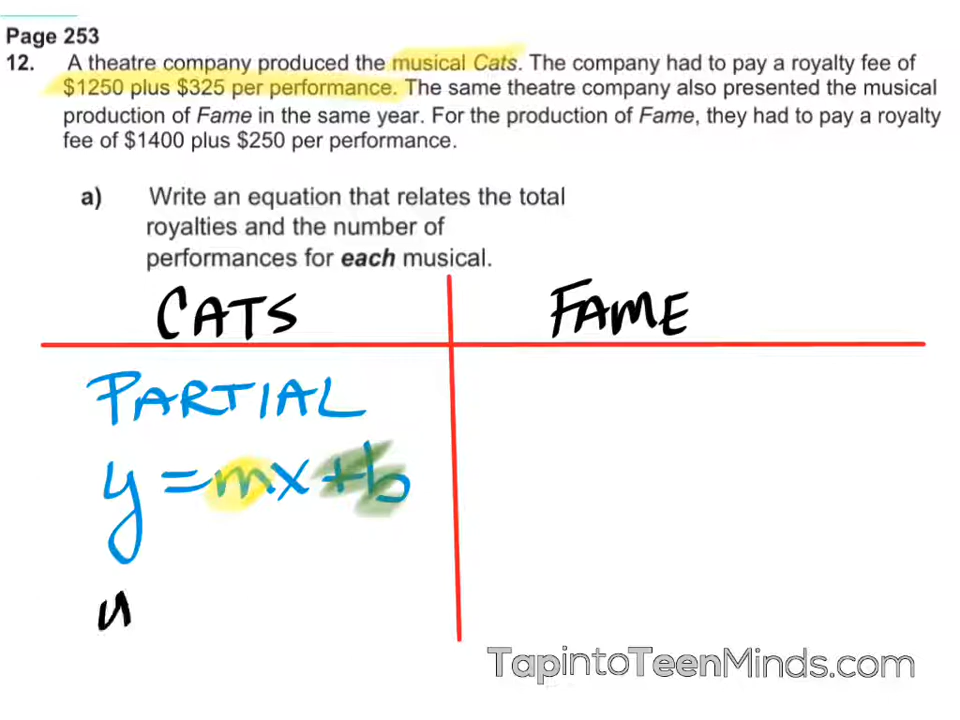 Page 253
12. A theatre company produced the musical Cats. The company had to pay a royalty fee of
$1250 plus $325 per performance. The same theatre company also presented the musical
production of Fame in the same year. For the production of Fame, they had to pay a royalty
fee of $1400 plus $250 per performance.
a) Write an equation that relates the total
royalties and the number of
performances for each musical.
CATS FAME
PARTIAL
y = mx + b
TapintoTeenMinds.com